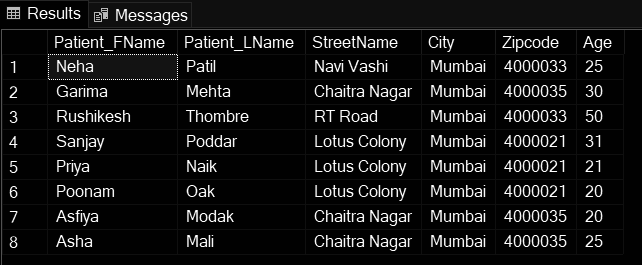 Results Messages
Patient_FName Patient_LName StreetName City Zipcode Age
1 Neha Patil Navi Vashi Mumbai 4000033 25
2 Garima Mehta Chaitra Nagar Mumbai 4000035 30
3 Rushikesh Thombre RT Road Mumbai 4000033 50
4 Sanjay Poddar Lotus Colony Mumbai 4000021 31
5 Priya Naik Lotus Colony Mumbai 4000021 21
6 Poonam Oak Lotus Colony Mumbai 4000021 20
7 Asfiya Modak Chaitra Nagar Mumbai 4000035 20
8 Asha Mali Chaitra Nagar Mumbai 4000035 25